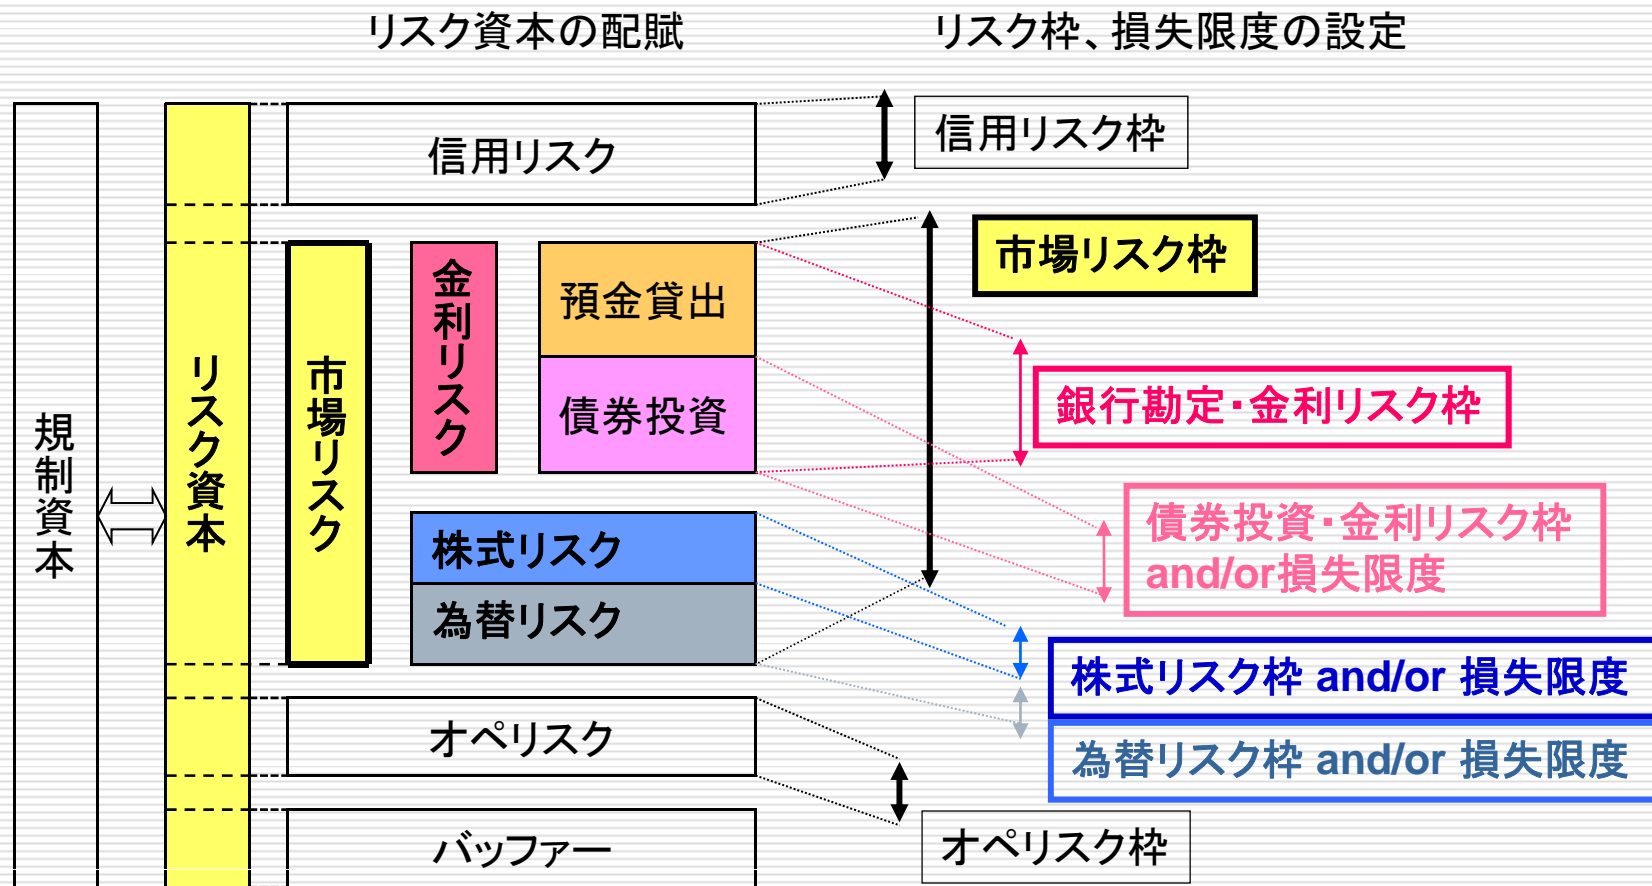 リスク資本の配賦
リスク枠、損失限度の設定
規制資本
リスク資本
信用リスク
信用リスク枠
市場リスク
金利リスク
預金貸出
債券投資
株式リスク
為替リスク
市場リスク枠
銀行勘定・金利リスク枠
債券投資・金利リスク枠
and/or損失限度
株式リスク枠 and/or 損失限度
為替リスク枠 and/or 損失限度
オペリスク
オペリスク枠
バッファー